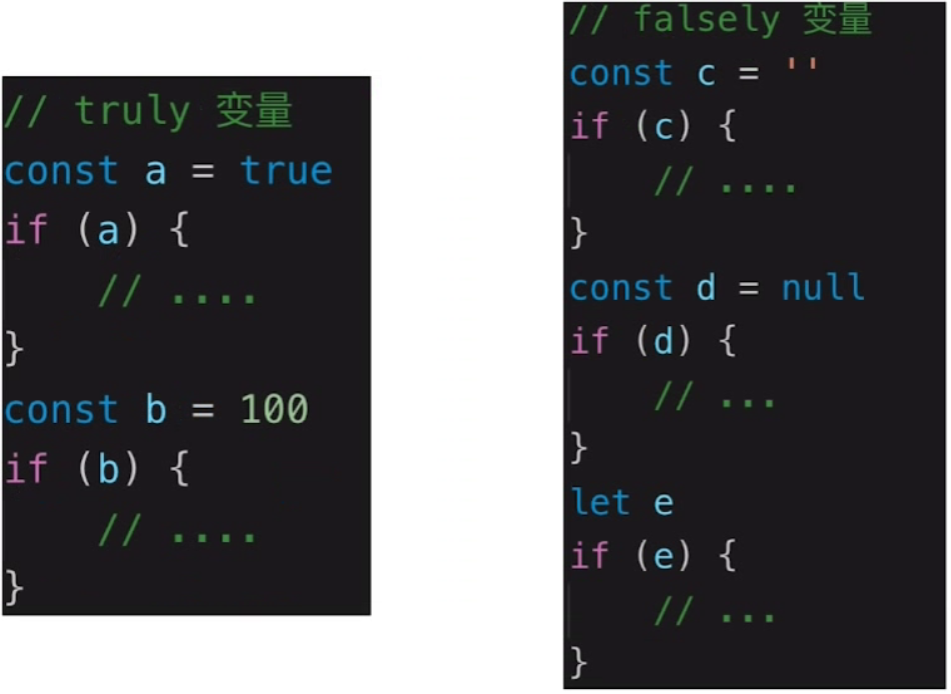 // truly 变量
const a = true
if (a) {
    // ....
}
const b = 100
if (b) {
    // ....
}
// falsely 变量
const c = ''
if (c) {
    // ....
}
const d = null
if (d) {
    // ...
}
let e
if (e) {
    // ...
}